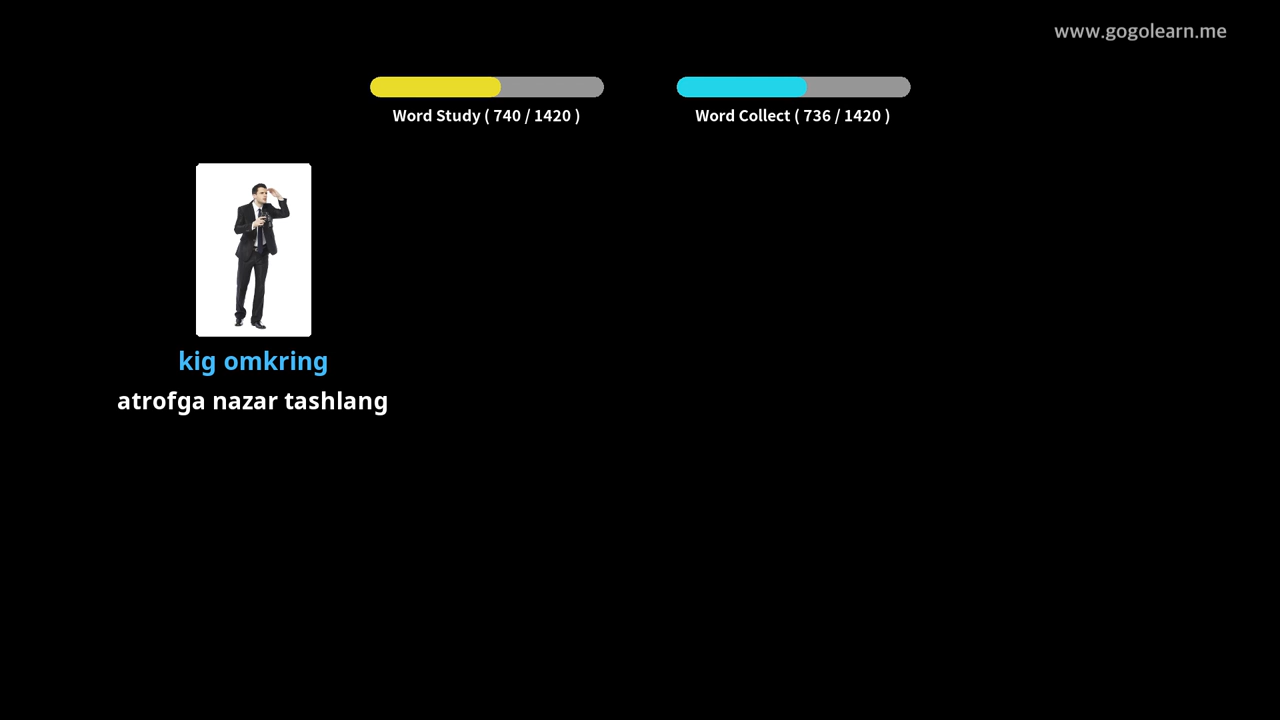 www.gogolearn.me
Word Study ( 740 / 1420 )
Word Collect ( 736 / 1420 )
kig omkring
atrofga nazar tashlang